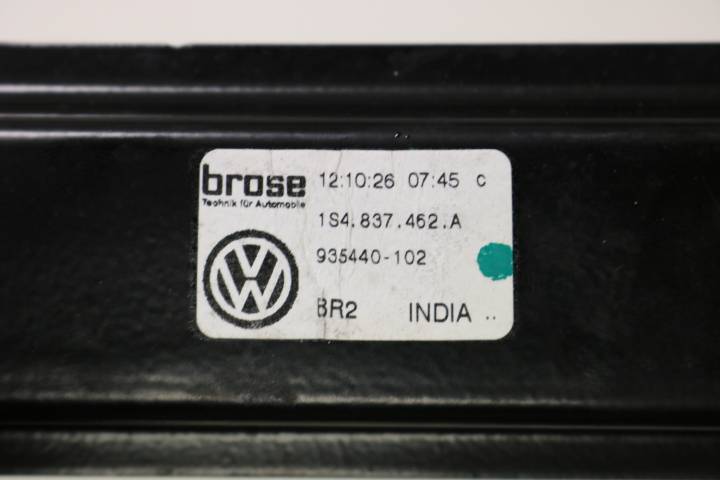 brose 12:10:26 07:45 C
Technik für Automobile
1S4.837.462.A
935440-102
BR2 INDIA ..